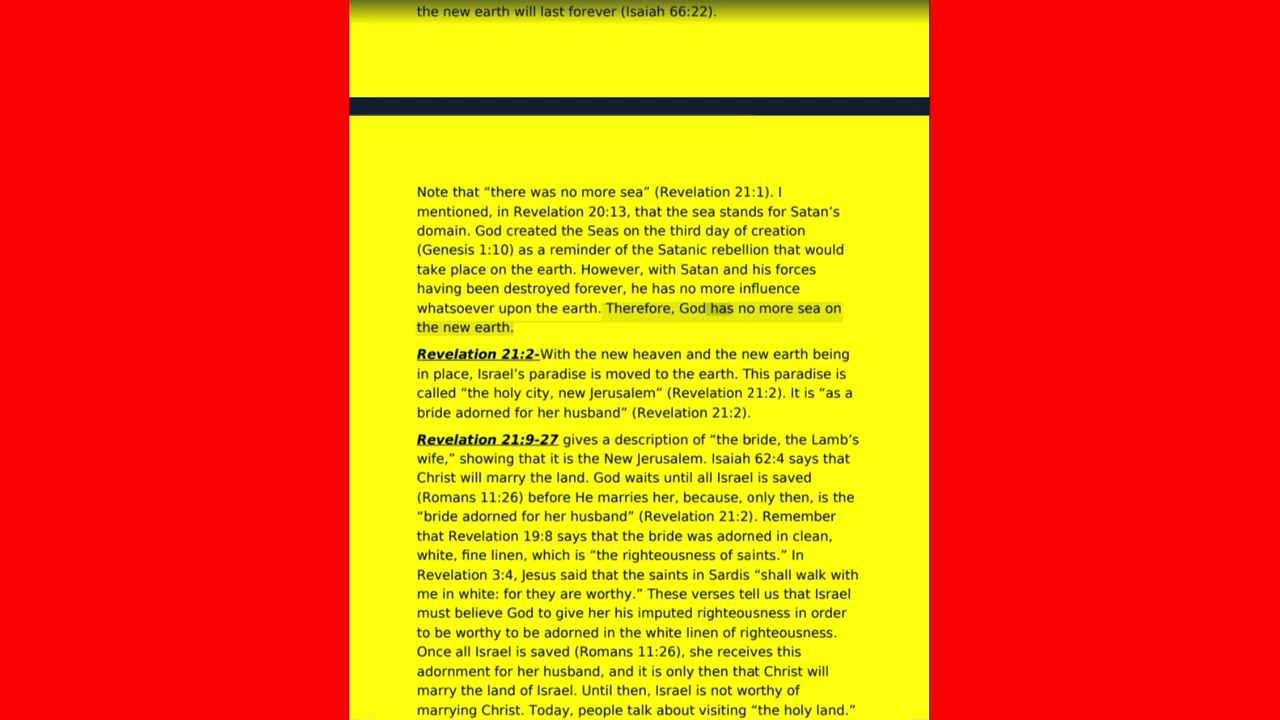 the new earth will last forever (Isaiah 66:22).
Note that “there was no more sea” (Revelation 21:1). I
mentioned, in Revelation 20:13, that the sea stands for Satan’s
domain. God created the Seas on the third day of creation
(Genesis 1:10) as a reminder of the Satanic rebellion that would
take place on the earth. However, with Satan and his forces
having been destroyed forever, he has no more influence
whatsoever upon the earth. Therefore, God has no more sea on
the new earth.
Revelation 21:2-With the new heaven and the new earth being
in place, Israel’s paradise is moved to the earth. This paradise is
called “the holy city, new Jerusalem” (Revelation 21:2). It is “as a
bride adorned for her husband” (Revelation 21:2).
Revelation 21:9-27 gives a description of “the bride, the Lamb’s
wife,” showing that it is the New Jerusalem. Isaiah 62:4 says that
Christ will marry the land. God waits until all Israel is saved
(Romans 11:26) before He marries her, because, only then, is the
“bride adorned for her husband” (Revelation 21:2). Remember
that Revelation 19:8 says that the bride was adorned in clean,
white, fine linen, which is “the righteousness of saints.” In
Revelation 3:4, Jesus said that the saints in Sardis “shall walk with
me in white: for they are worthy.” These verses tell us that Israel
must believe God to give her his imputed righteousness in order
to be worthy to be adorned in the white linen of righteousness.
Once all Israel is saved (Romans 11:26), she receives this
adornment for her husband, and it is only then that Christ will
marry the land of Israel. Until then, Israel is not worthy of
marrying Christ. Today, people talk about visiting “the holy land.”